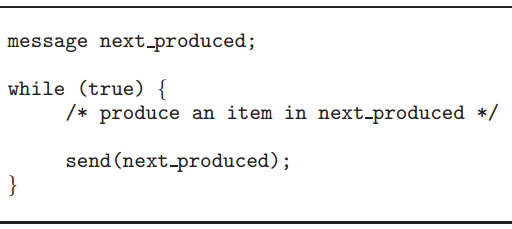 message next_produced;
while (true) {
/* produce an item in next_produced */
send(next_produced);
}